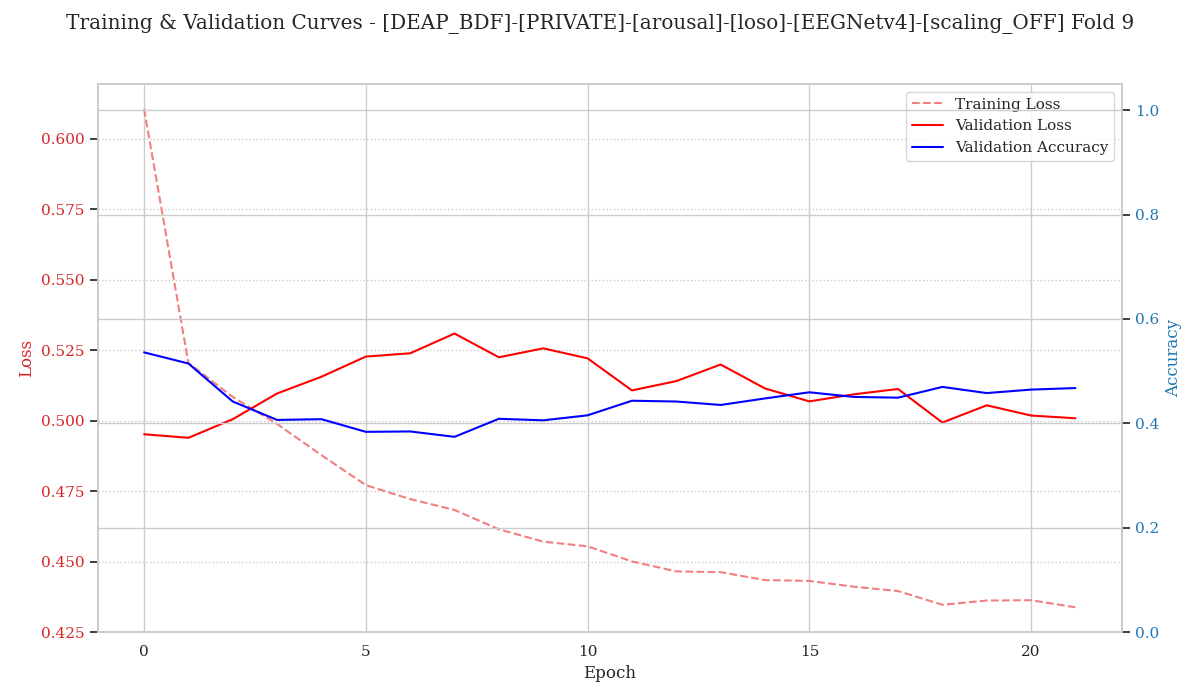 Training & Validation Curves - [DEAP_BDF]-[PRIVATE]-[arousal]-[loso]-[EEGNetv4]-[scaling_OFF] Fold 9
Training Loss
Validation Loss
Validation Accuracy
0.600
0.575
0.550
0.525
0.500
0.475
0.450
0.425
Loss
1.0
0.8
0.6
0.4
0.2
0.0
Accuracy
0 5 10 15 20
Epoch